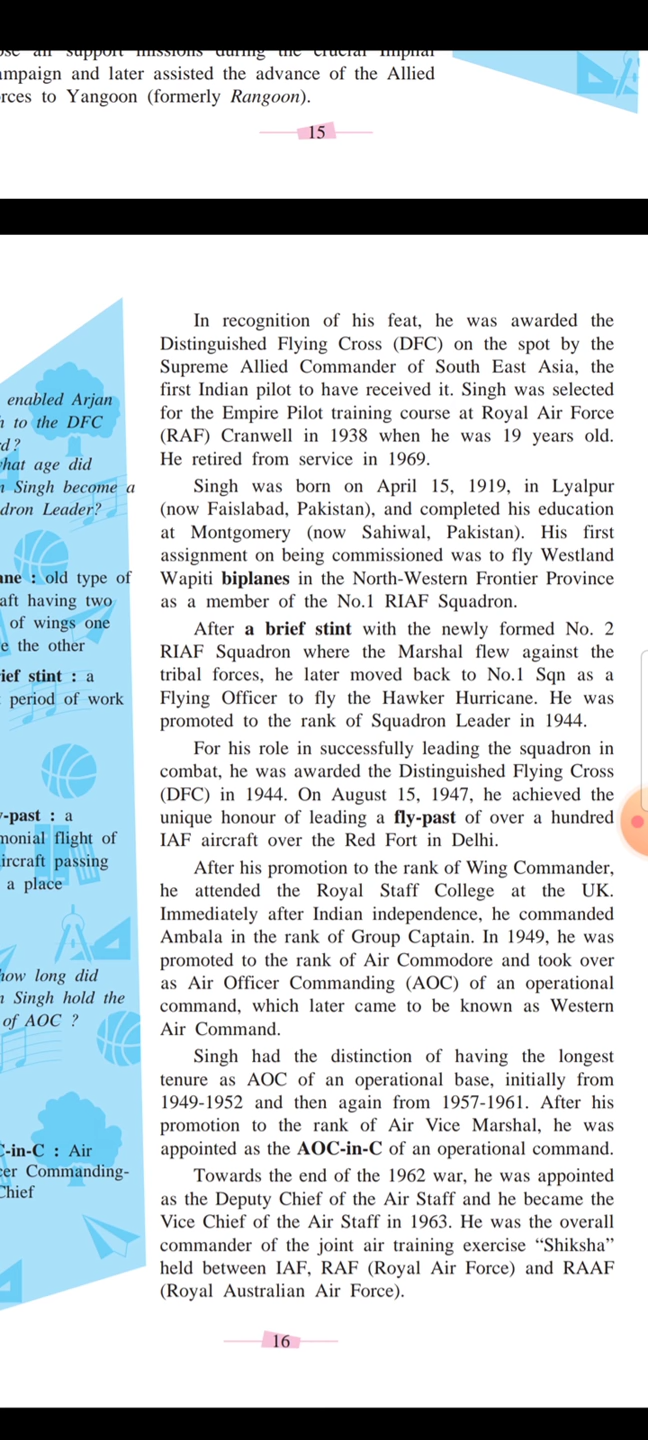 campaign and later assisted the advance of the Allied
to Yangoon (formerly Rangoon).
15
In recognition of his feat, he was awarded the
Distinguished Flying Cross (DFC) on the spot by the
Supreme Allied Commander of South East Asia, the
first Indian pilot to have received it. Singh was selected
for the Empire Pilot training course at Royal Air Force
(RAF) Cranwell in 1938 when he was 19 years old.
He retired from service in 1969.
Singh was born on April 15, 1919, in Lyalpur
(now Faislabad, Pakistan), and completed his education
at Montgomery (now Sahiwal, Pakistan). His first
assignment on being commissioned was to fly Westland
Wapiti biplanes in the North-Western Frontier Province
as a member of the No.1 RIAF Squadron.
After a brief stint with the newly formed No. 2
RIAF Squadron where the Marshal flew against the
tribal forces, he later moved back to No.1 Sqn as a
Flying Officer to fly the Hawker Hurricane. He was
promoted to the rank of Squadron Leader in 1944.
For his role in successfully leading the squadron in
combat, he was awarded the Distinguished Flying Cross
(DFC) in 1944. On August 15, 1947, he achieved the
unique honour of leading a fly-past of over a hundred
IAF aircraft over the Red Fort in Delhi.
After his promotion to the rank of Wing Commander,
he attended the Royal Staff College at the UK.
Immediately after Indian independence, he commanded
Ambala in the rank of Group Captain. In 1949, he was
promoted to the rank of Air Commodore and took over
as Air Officer Commanding (AOC) of an operational
command, which later came to be known as Western
Air Command.
Singh had the distinction of having the longest
tenure as AOC of an operational base, initially from
1949-1952 and then again from 1957-1961. After his
promotion to the rank of Air Vice Marshal, he was
appointed as the AOC-in-C of an operational command.
Towards the end of the 1962 war, he was appointed
as the Deputy Chief of the Air Staff and he became the
Vice Chief of the Air Staff in 1963. He was the overall
commander of the joint air training exercise “Shiksha”
held between IAF, RAF (Royal Air Force) and RAAF
(Royal Australian Air Force).
enabled Arjan
to the DFC
age did
Singh become a
Leader?
: old type of
having two
of wings one
the other
stint : a
period of work
-past : a
flight of
passing
a place
long did
Singh hold the
of AOC ?
-in-C : Air
Commanding-
Chief
16